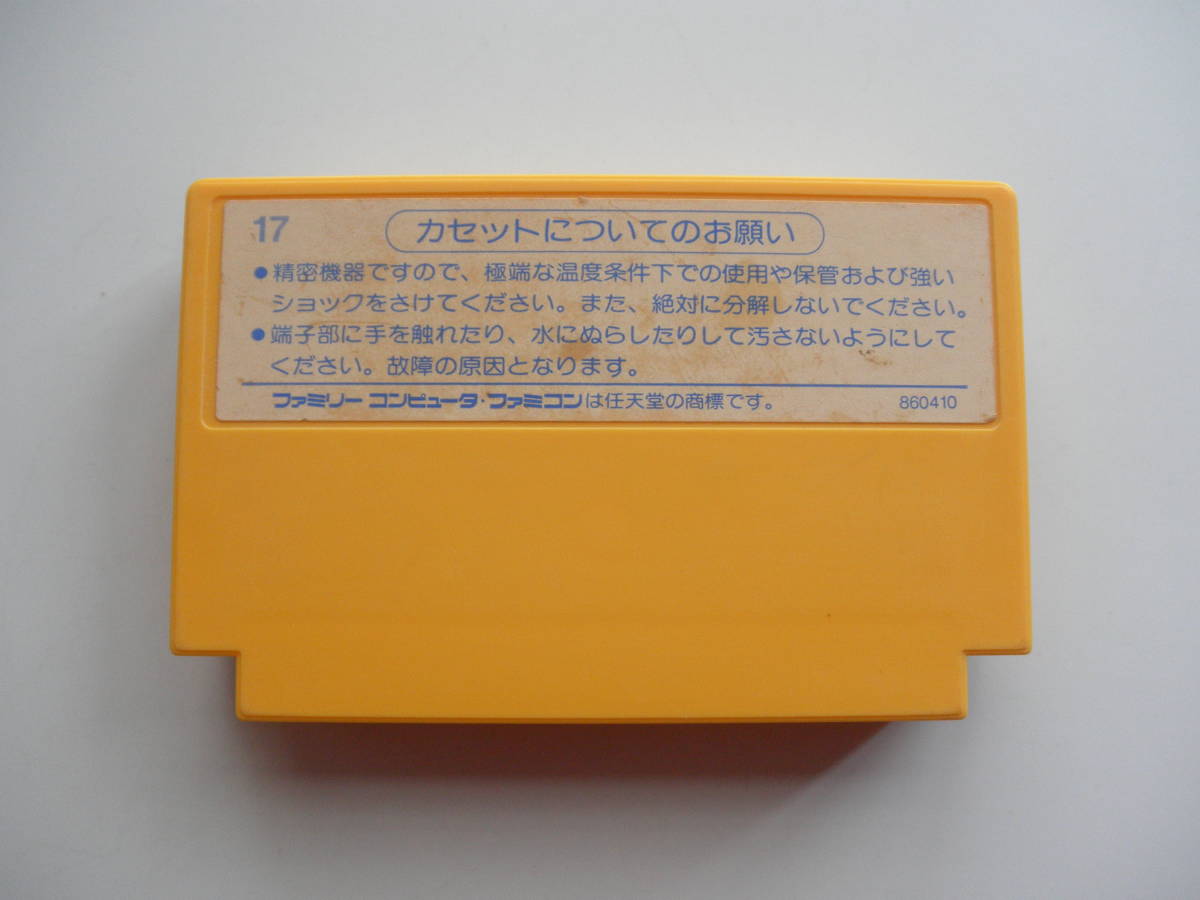 17
カセットについてのお願い
●精密機器ですので、極端な温度条件下での使用や保管および強い
ショックをさけてください。また、絶対に分解しないでください。
●端子部に手を触れたり、水にぬらしたりして汚さないようにして
ください。故障の原因となります。
ファミリー コンピュータ・ファミコンは任天堂の商標です。 860410